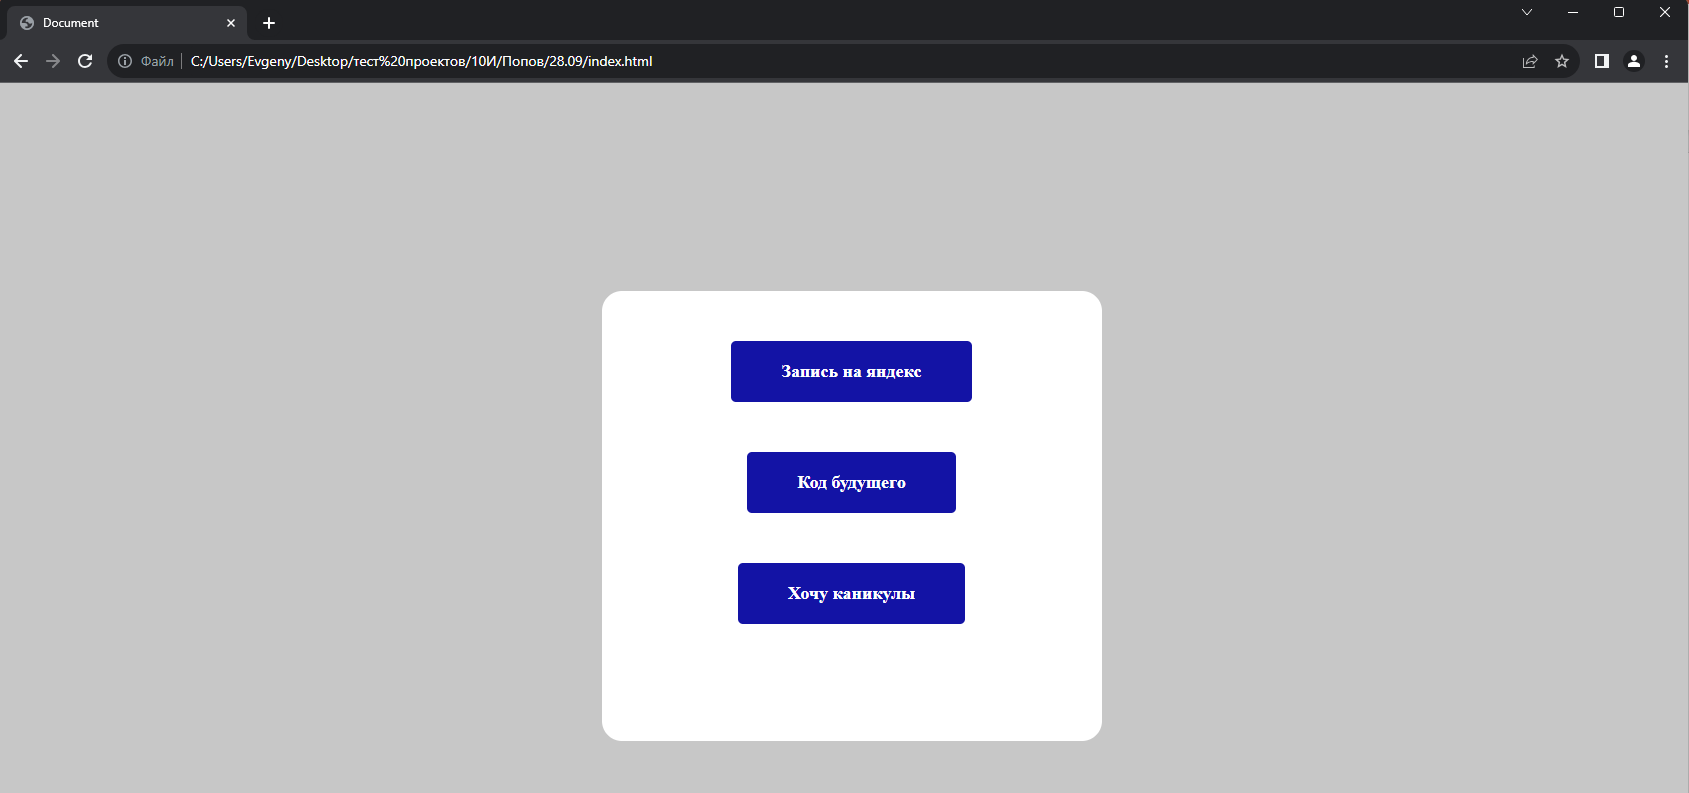 Document
Файл
C:/Users/Evgeny/Desktop/тест%20проектов/10И/Попов/28.09/index.html
Запись на яндекс
Код будущего
Хочу каникулы